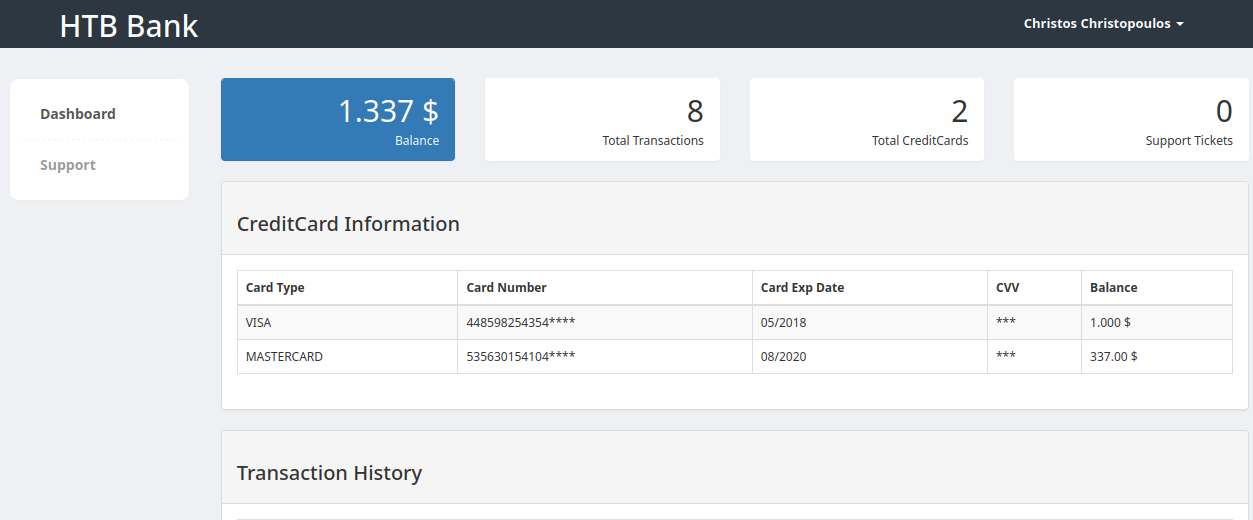 HTB Bank
Christos Christopoulos
Dashboard
Support
1.337 $
Balance
8
Total Transactions
2
Total CreditCards
0
Support Tickets
CreditCard Information
Card Type Card Number Card Exp Date CVV Balance
VISA 448598254354**** 05/2018 *** 1.000 $
MASTERCARD 535630154104**** 08/2020 *** 337.00 $
Transaction History